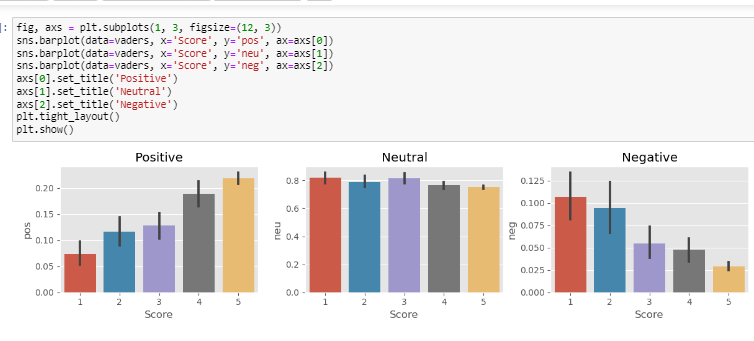 ]:
fig, axs = plt.subplots(1, 3, figsize=(12, 3))
sns.barplot(data=vaders, x='Score', y='pos', ax=axs[0])
sns.barplot(data=vaders, x='Score', y='neu', ax=axs[1])
sns.barplot(data=vaders, x='Score', y='neg', ax=axs[2])
axs[0].set_title('Positive')
axs[1].set_title('Neutral')
axs[2].set_title('Negative')
plt.tight_layout()
plt.show()
Positive
0.20
0.15
0.10
0.05
0.00
pos
1 2 3 4 5
Score
Neutral
0.8
0.6
0.4
0.2
0.0
neu
1 2 3 4 5
Score
Negative
0.125
0.100
0.075
0.050
0.025
0.000
neg
1 2 3 4 5
Score